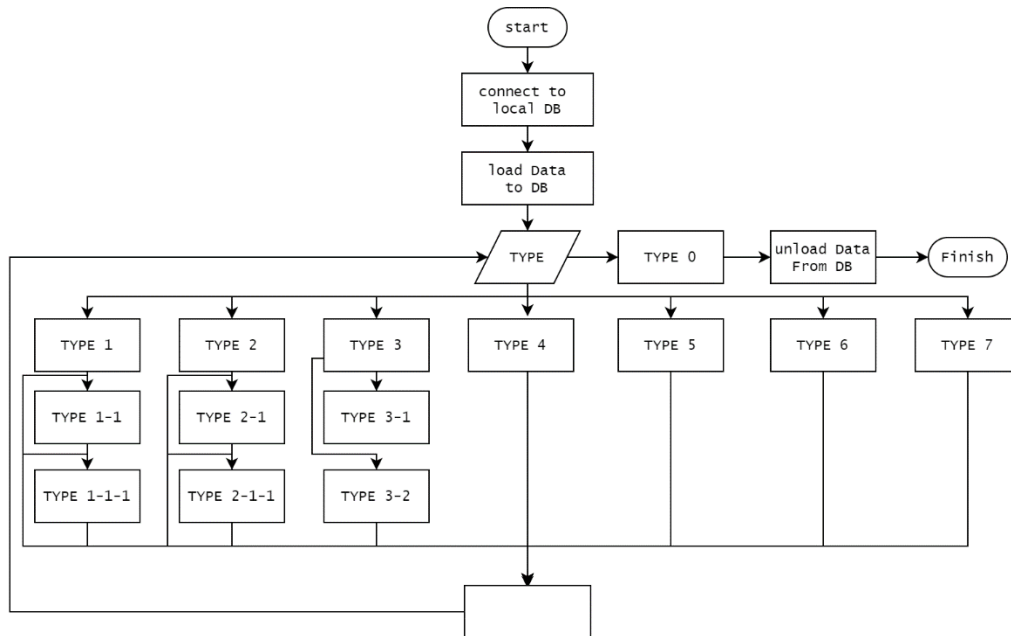 start
connect to
local DB
load Data
to DB
TYPE
TYPE 0
unload Data
From DB
Finish
TYPE 1
TYPE 2
TYPE 3
TYPE 4
TYPE 5
TYPE 6
TYPE 7
TYPE 1-1
TYPE 2-1
TYPE 3-1
TYPE 1-1-1
TYPE 2-1-1
TYPE 3-2